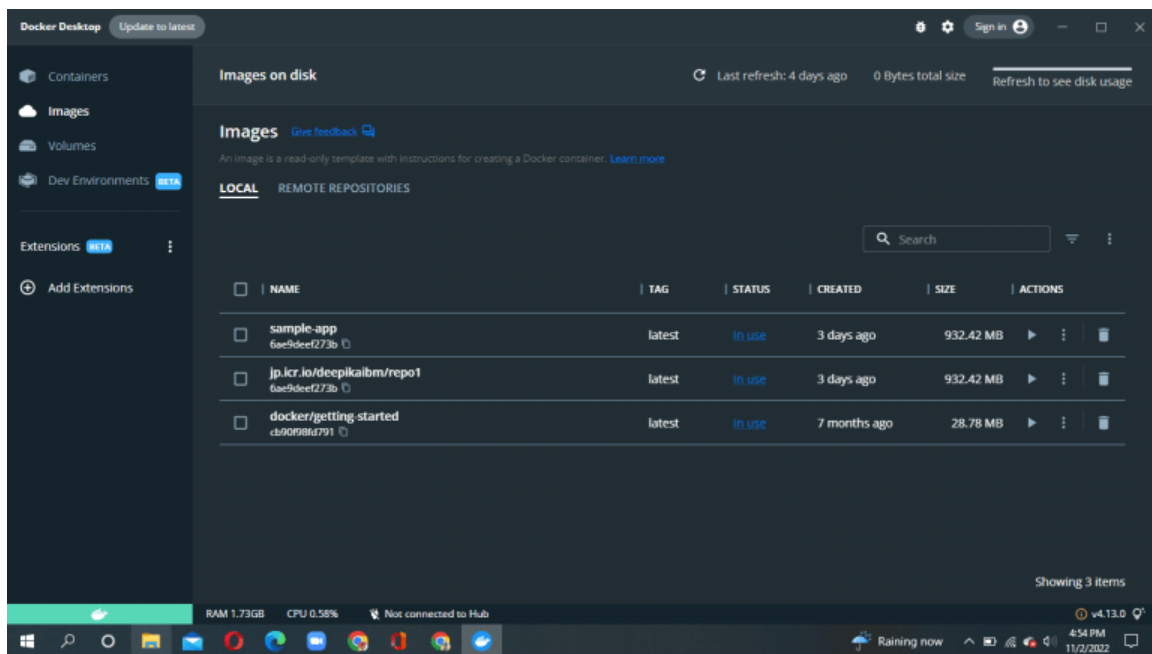 Docker Desktop Update to latest Sign in
Containers
Images
Volumes
Dev Environments BETA
Extensions BETA
Add Extensions
Images on disk Last refresh: 4 days ago 0 Bytes total size Refresh to see disk usage
Images Give feedback
An image is a read-only template with instructions for creating a Docker container. Learn more
LOCAL REMOTE REPOSITORIES
Search
NAME TAG STATUS CREATED SIZE ACTIONS
sample-app latest In use 3 days ago 932.42 MB
6ae9deef273b
jp.icr.io/deepikaibm/repo1 latest In use 3 days ago 932.42 MB
6ae9deef273b
docker/getting-started latest In use 7 months ago 28.78 MB
cb90f98fd791
Showing 3 items
RAM 1.73GB CPU 0.58% Not connected to Hub v4.13.0
Raining now 4:54 PM
11/2/2022